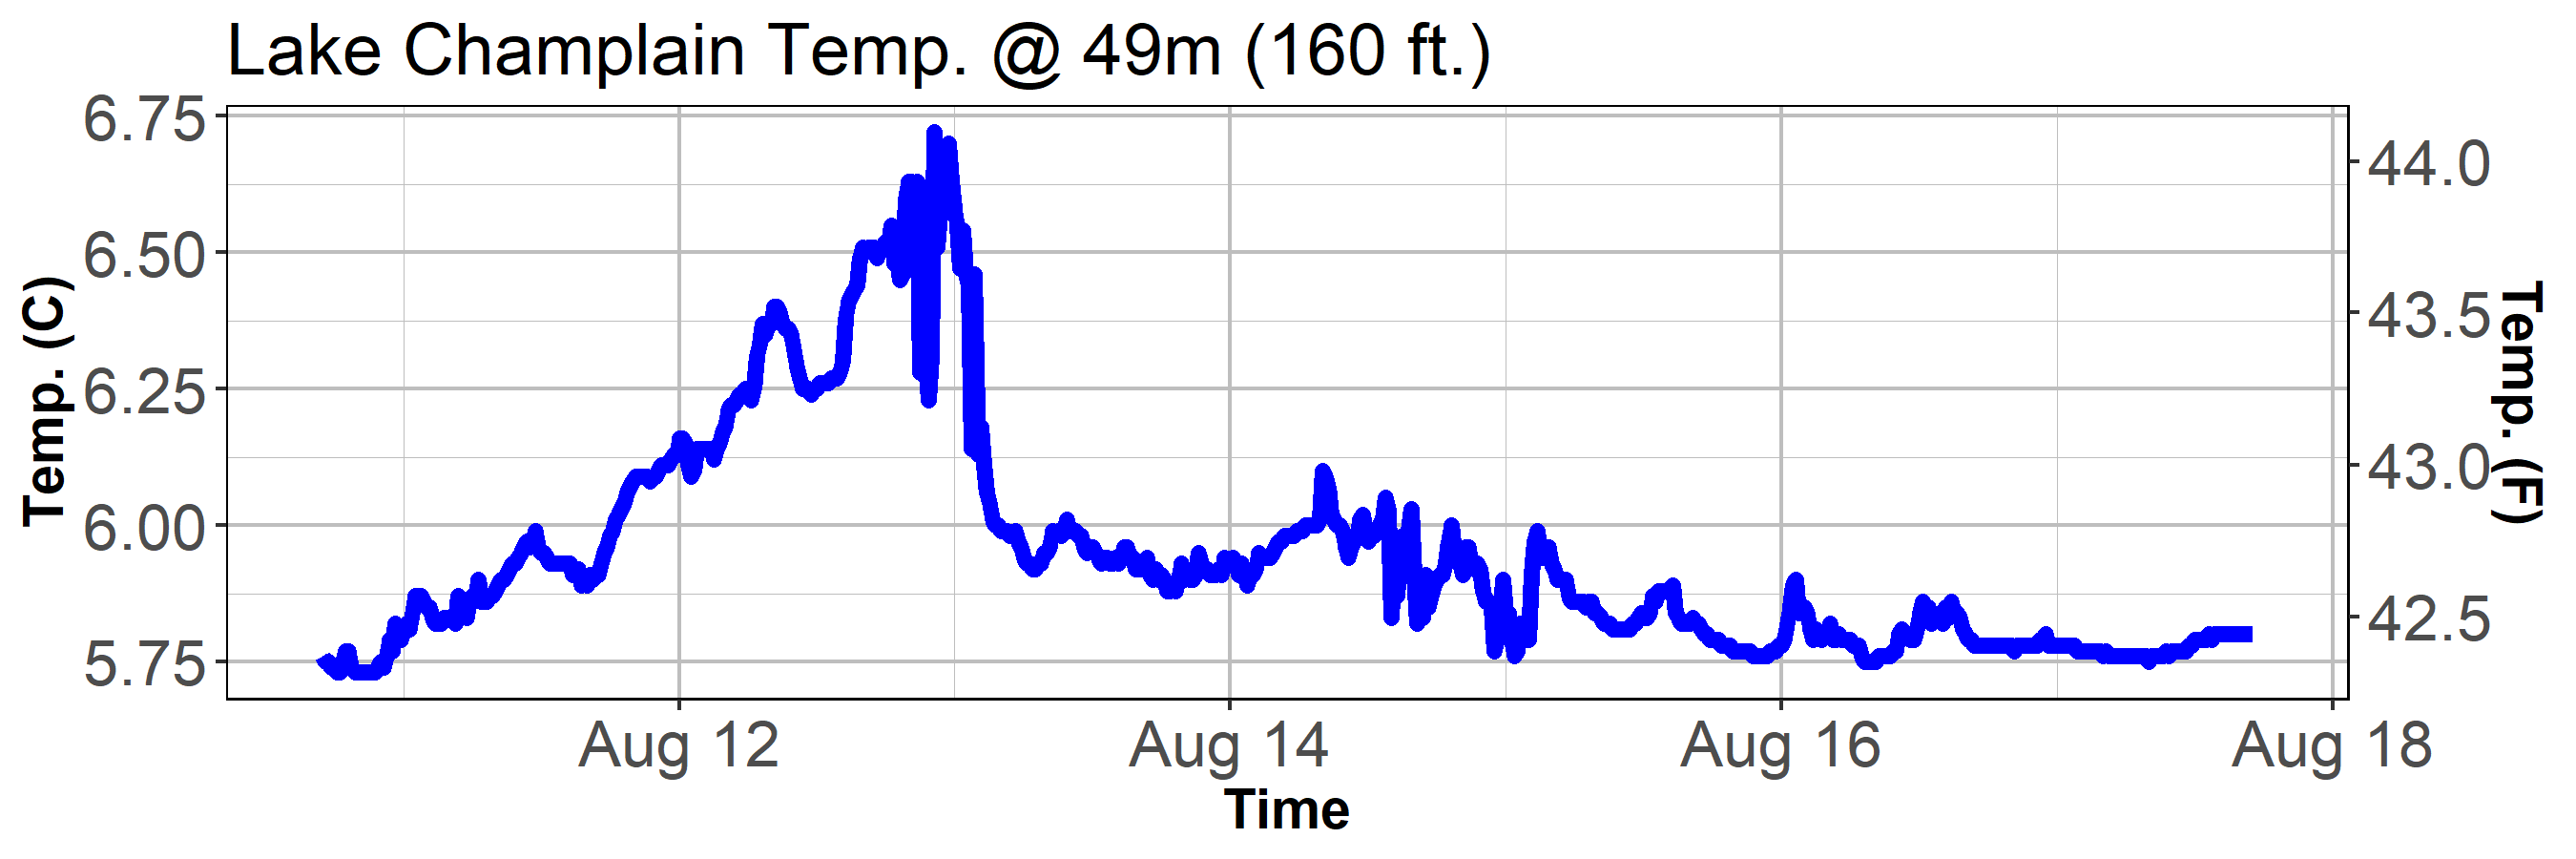 Lake Champlain Temp. @ 49m (160 ft.)
6.75
6.50
6.25
6.00
5.75
Temp. (C)
44.0
43.5
43.0
42.5
Temp. (F)
Aug 12
Aug 14
Aug 16
Aug 18
Time